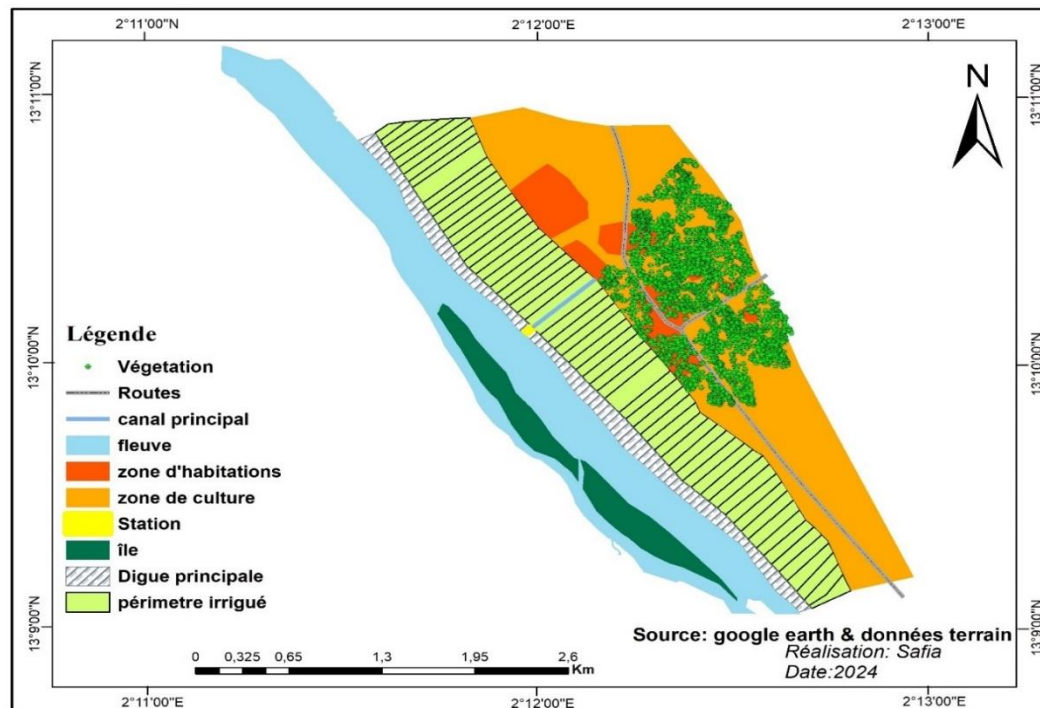 2°11'00"N 2°12'00"E 2°13'00"E
13°11'00"N
13°11'00"N
N
Légende
Végetation
Routes
canal principal
fleuve
zone d'habitations
zone de culture
Station
île
Digue principale
périmetre irrigué
13°10'00"N
13°10'00"N
13°9'00"N
13°9'00"N
Source: google earth & données terrain
Réalisation: Safia
Date:2024
0 0,325 0,65 1,3 1,95 2,6
Km
2°11'00"E 2°12'00"E 2°13'00"E